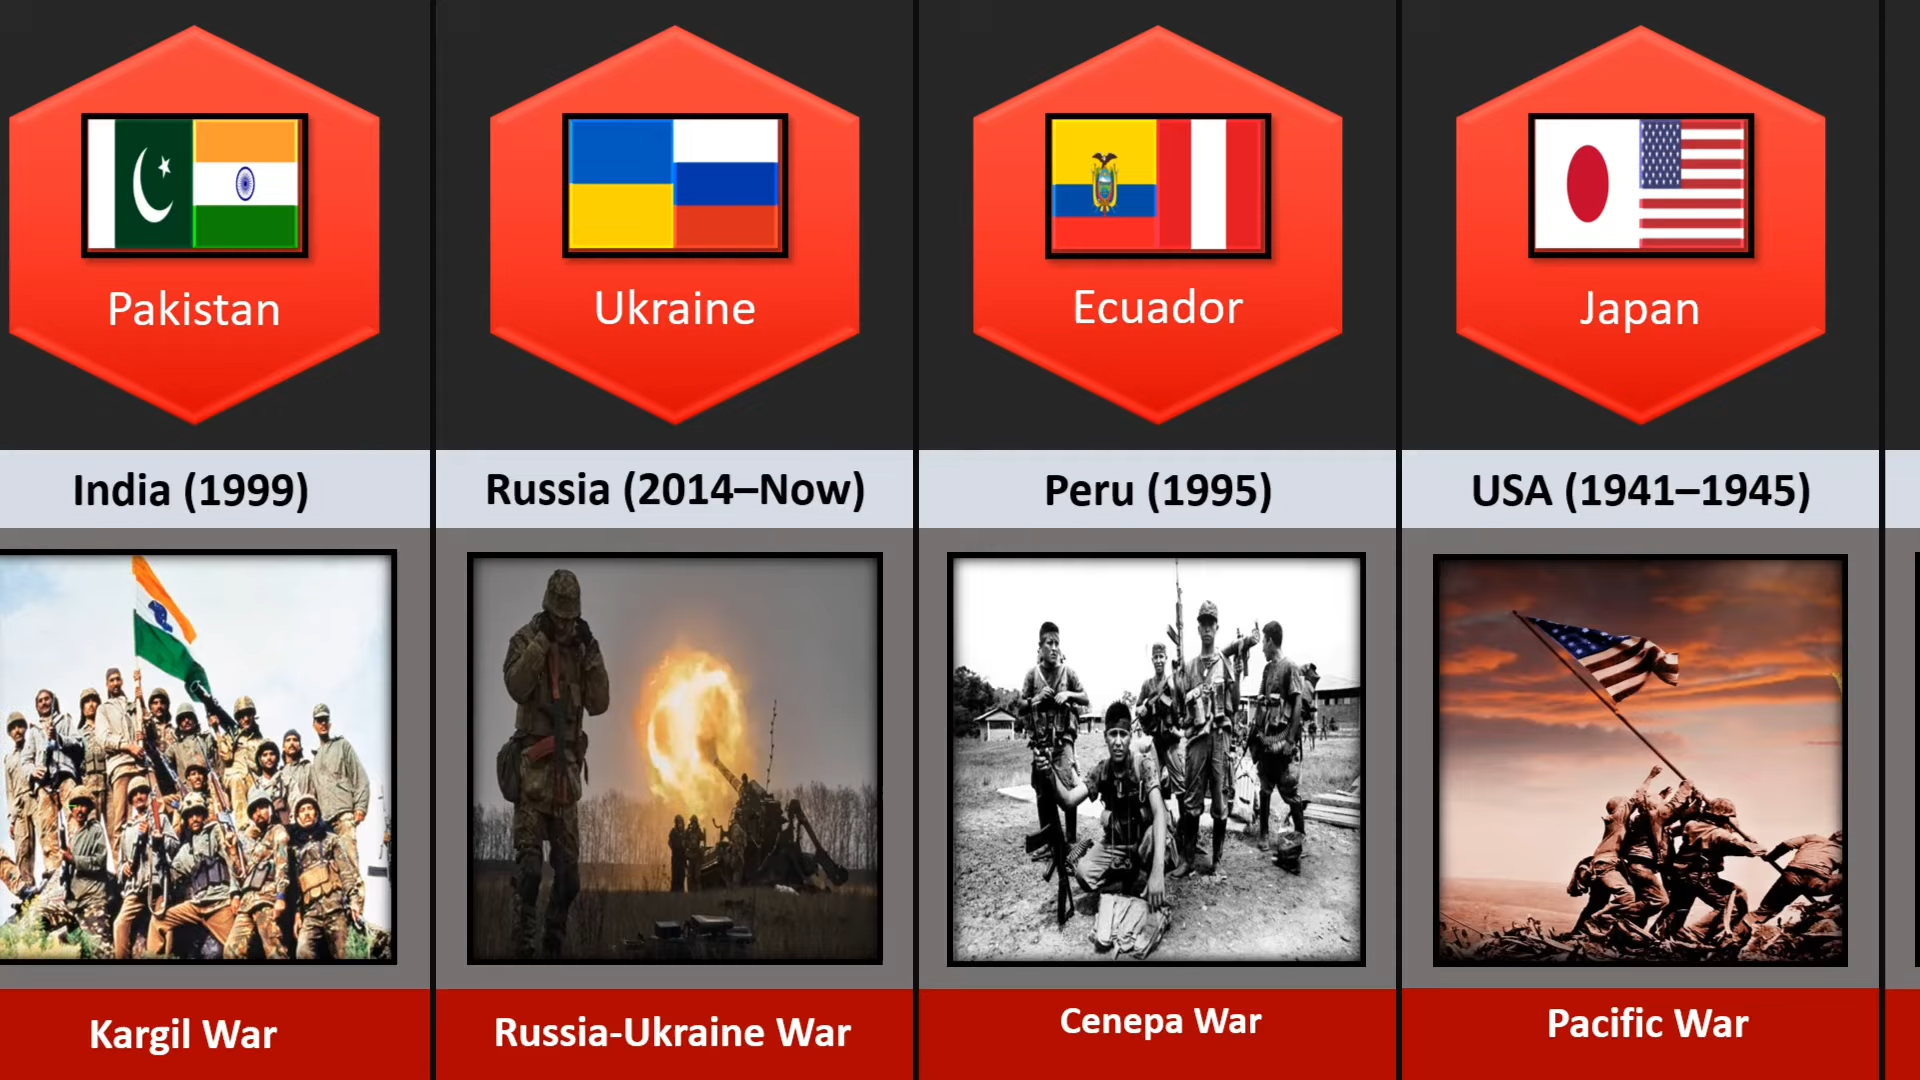 Pakistan
India (1999)
Kargil War
Ukraine
Russia (2014–Now)
Russia-Ukraine War
Ecuador
Peru (1995)
Cenepa War
Japan
USA (1941–1945)
Pacific War